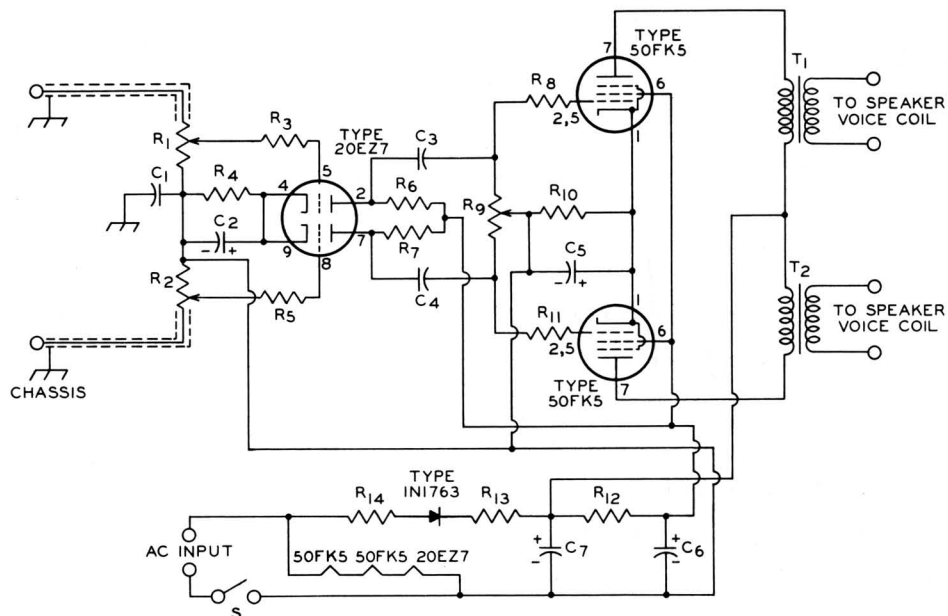 TYPE
50FK5
7
6
2,5
1
R8
T1
TO SPEAKER
VOICE COIL
R1
R3
TYPE
20EZ7
C3
C1
R4
4
5
2
R6
R9
R10
C2
- +
9
7
R7
C5
- +
R2
8
R5
C4
R11
1
6
2,5
T2
TO SPEAKER
VOICE COIL
CHASSIS
TYPE
50FK5
7
TYPE
1N1763
R14
R13
R12
AC INPUT
50FK5 50FK5 20EZ7
+
-
C7
+
-
C6
S